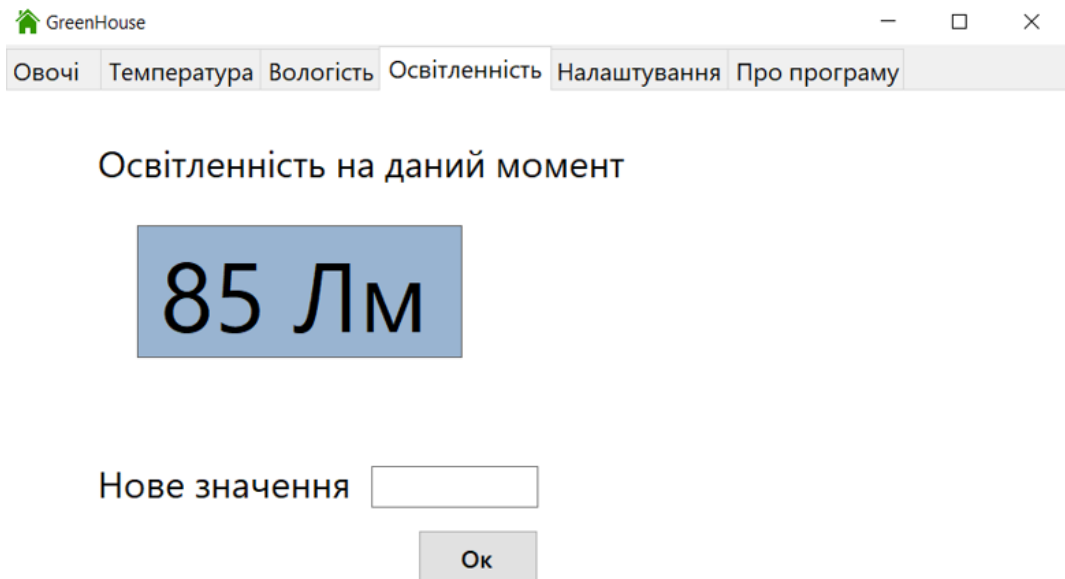 GreenHouse
Овочі Температура Вологість Освітленність Налаштування Про програму
Освітленність на даний момент
85 Лм
Нове значення
Ок